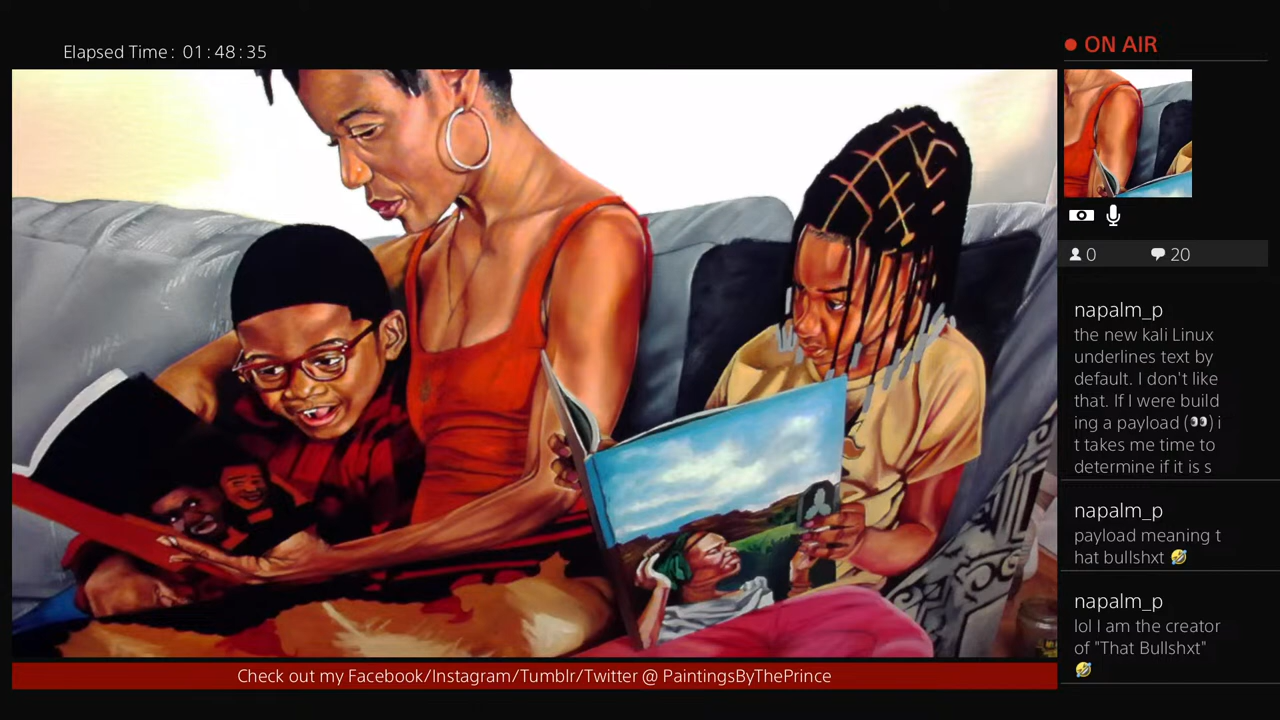 Elapsed Time: 01:48:35
ON AIR
0
20
napalm_p
the new kali Linux
underlines text by
default. I don't like
that. If I were build
ing a payload (👀) i
t takes me time to
determine if it is s
napalm_p
payload meaning t
hat bullshxt 🤣
napalm_p
lol I am the creator
of "That Bullshxt"
🤣
Check out my Facebook/Instagram/Tumblr/Twitter @ PaintingsByThePrince